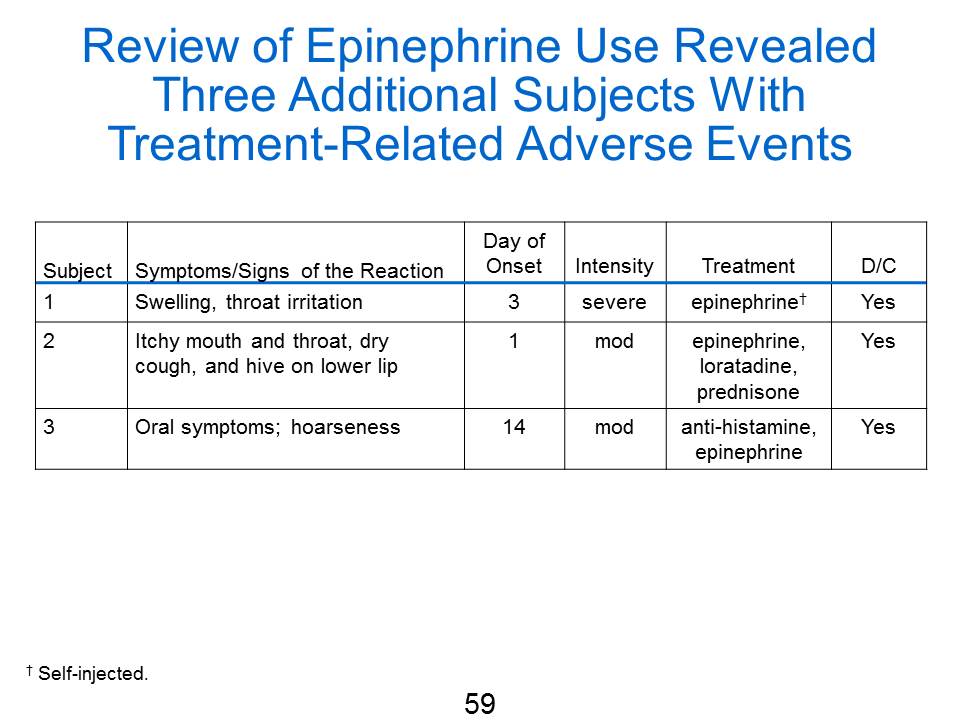 Review of Epinephrine Use Revealed
Three Additional Subjects With
Treatment-Related Adverse Events
Subject Symptoms/Signs of the Reaction Day of Onset Intensity Treatment D/C
1 Swelling, throat irritation 3 severe epinephrine† Yes
2 Itchy mouth and throat, dry cough, and hive on lower lip 1 mod epinephrine, loratadine, prednisone Yes
3 Oral symptoms; hoarseness 14 mod anti-histamine, epinephrine Yes
† Self-injected.
59